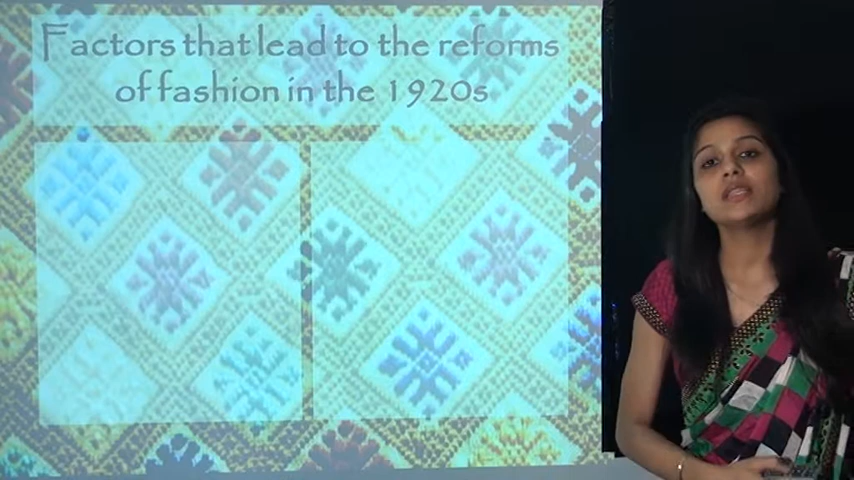 Factors that lead to the reforms
of fashion in the 1920s